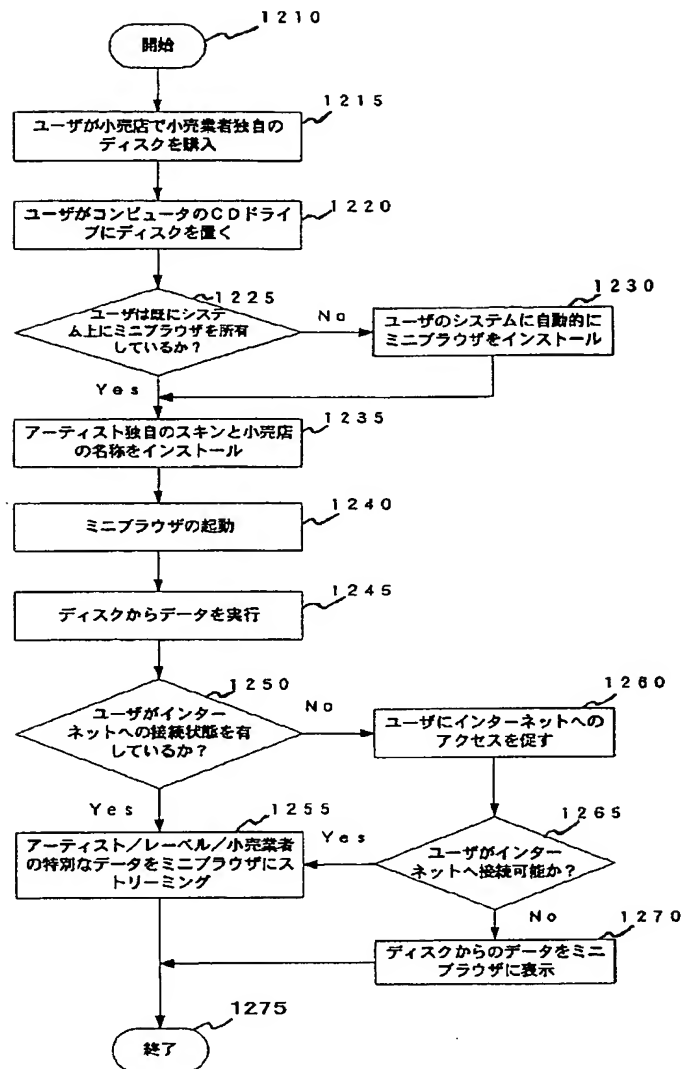 1210
開始
1215
ユーザが小売店で小売業者独自の
ディスクを購入
1220
ユーザがコンピュータのCDドライ
ブにディスクを置く
1225
ユーザは既にシステ
ム上にミニブラウザを所有
しているか？
No
1230
ユーザのシステムに自動的に
ミニブラウザをインストール
Yes
1235
アーティスト独自のスキンと小売店
の名称をインストール
1240
ミニブラウザの起動
1245
ディスクからデータを実行
1250
ユーザがインター
ネットへの接続状態を有
しているか？
No
1260
ユーザにインターネットへの
アクセスを促す
Yes
1255
アーティスト/レーベル/小売業者
の特別なデータをミニブラウザにス
トリーミング
Yes
1265
ユーザがインター
ネットへ接続可能か？
No
1270
ディスクからのデータをミニ
ブラウザに表示
1275
終了